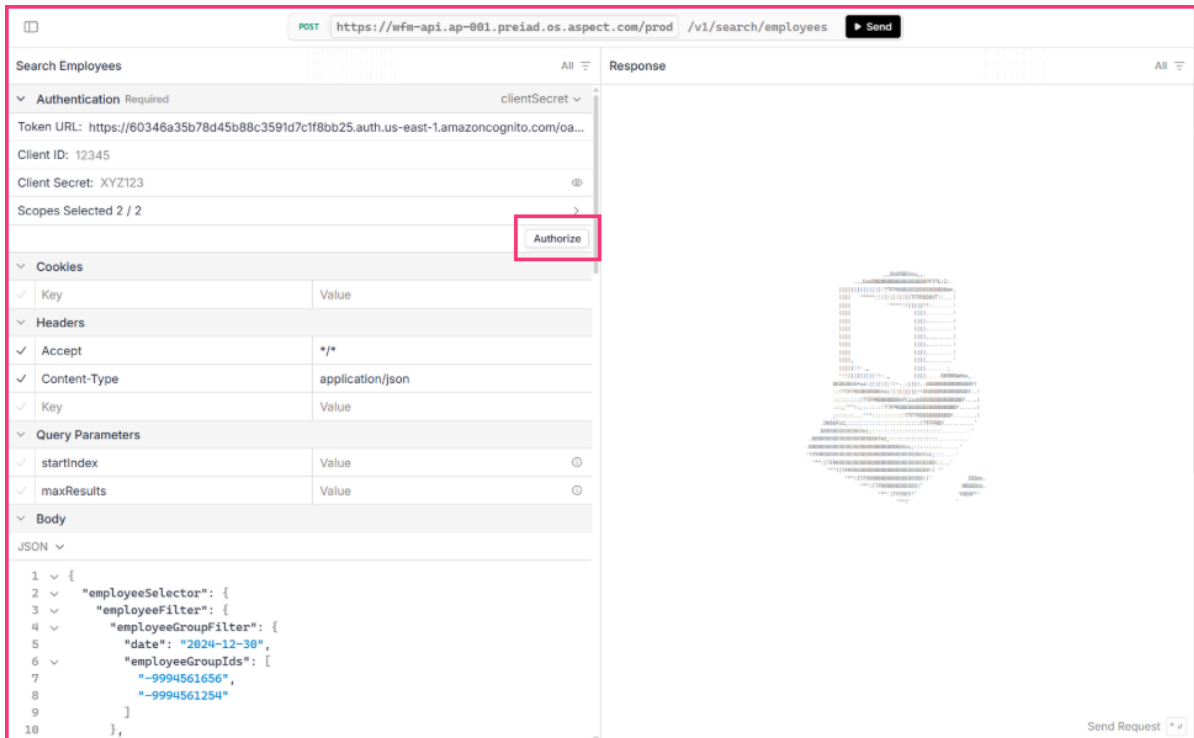 POST https://wfm-api.ap-001.preiad.os.aspect.com/prod /v1/search/employees Send
Search Employees All
Response All
Authentication Required clientSecret
Token URL: https://60346a35b78d45b88c3591d7c1f8bb25.auth.us-east-1.amazoncognito.com/oa...
Client ID: 12345
Client Secret: XYZ123
Scopes Selected 2 / 2
Authorize
Cookies
Key Value
Headers
Accept */*
Content-Type application/json
Key Value
Query Parameters
startIndex Value
maxResults Value
Body
JSON
1 {
2 "employeeSelector": {
3 "employeeFilter": {
4 "employeeGroupFilter": {
5 "date": "2024-12-30",
6 "employeeGroupIds": [
7 "-9994561656",
8 "-9994561254"
9 ]
10 },
Send Request